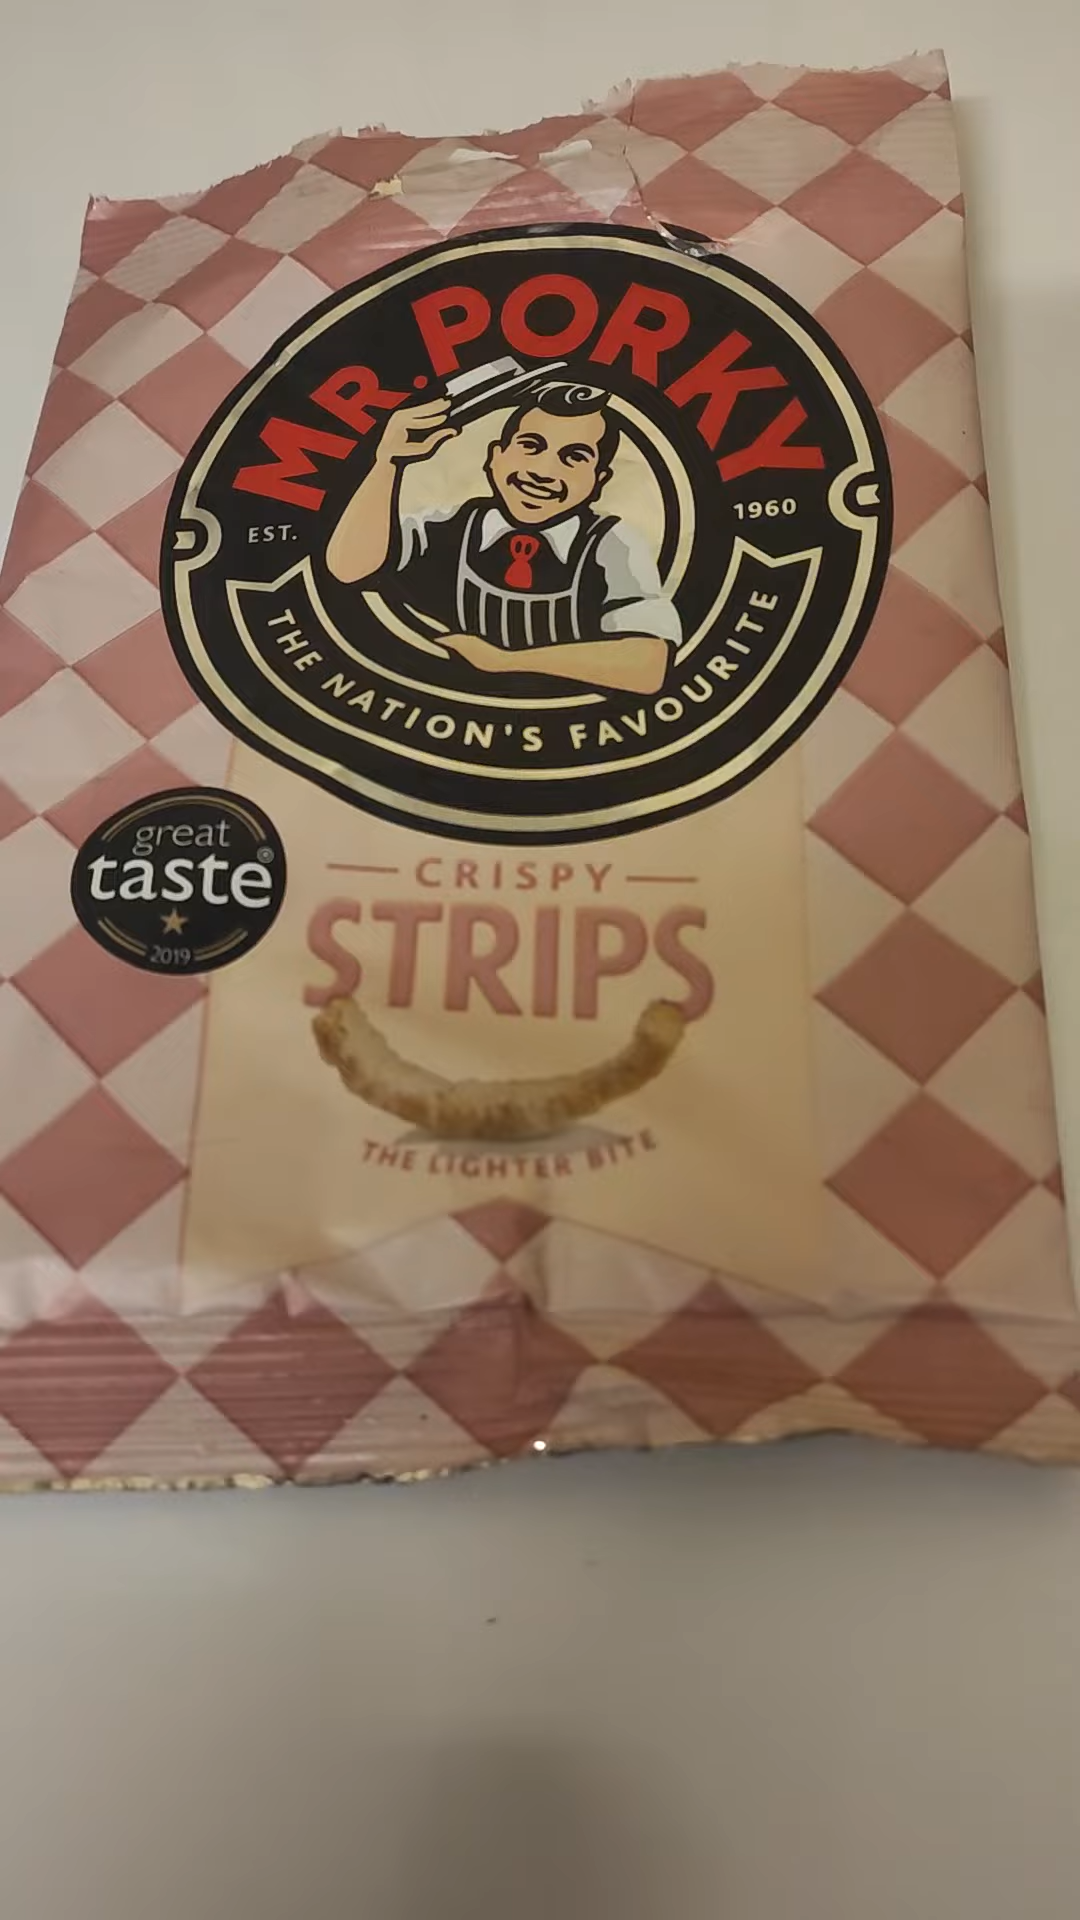 MR. PORKY
EST. 1960
THE NATION'S FAVOURITE
great
taste
2019
CRISPY
STRIPS
THE LIGHTER BITE